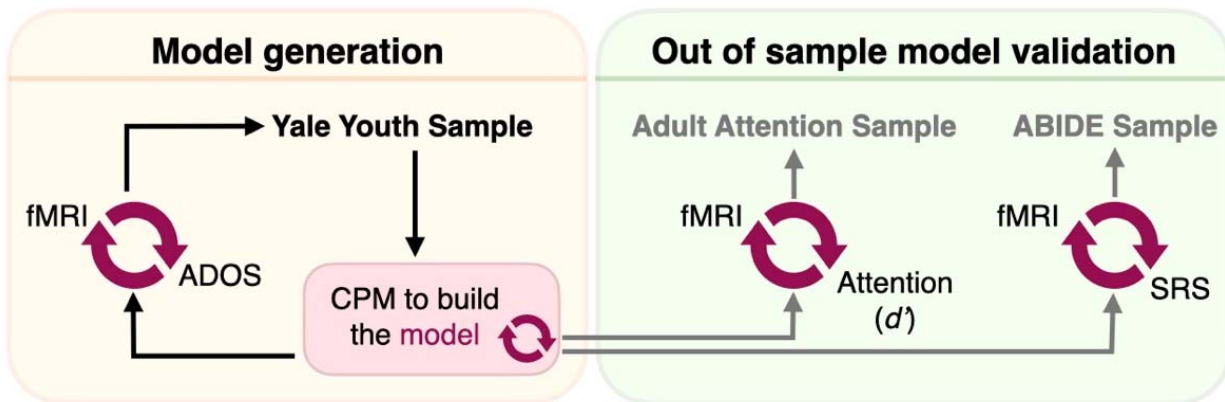 Model generation
Yale Youth Sample
fMRI
ADOS
CPM to build
the model
Out of sample model validation
Adult Attention Sample
fMRI
Attention
(d')
ABIDE Sample
fMRI
SRS